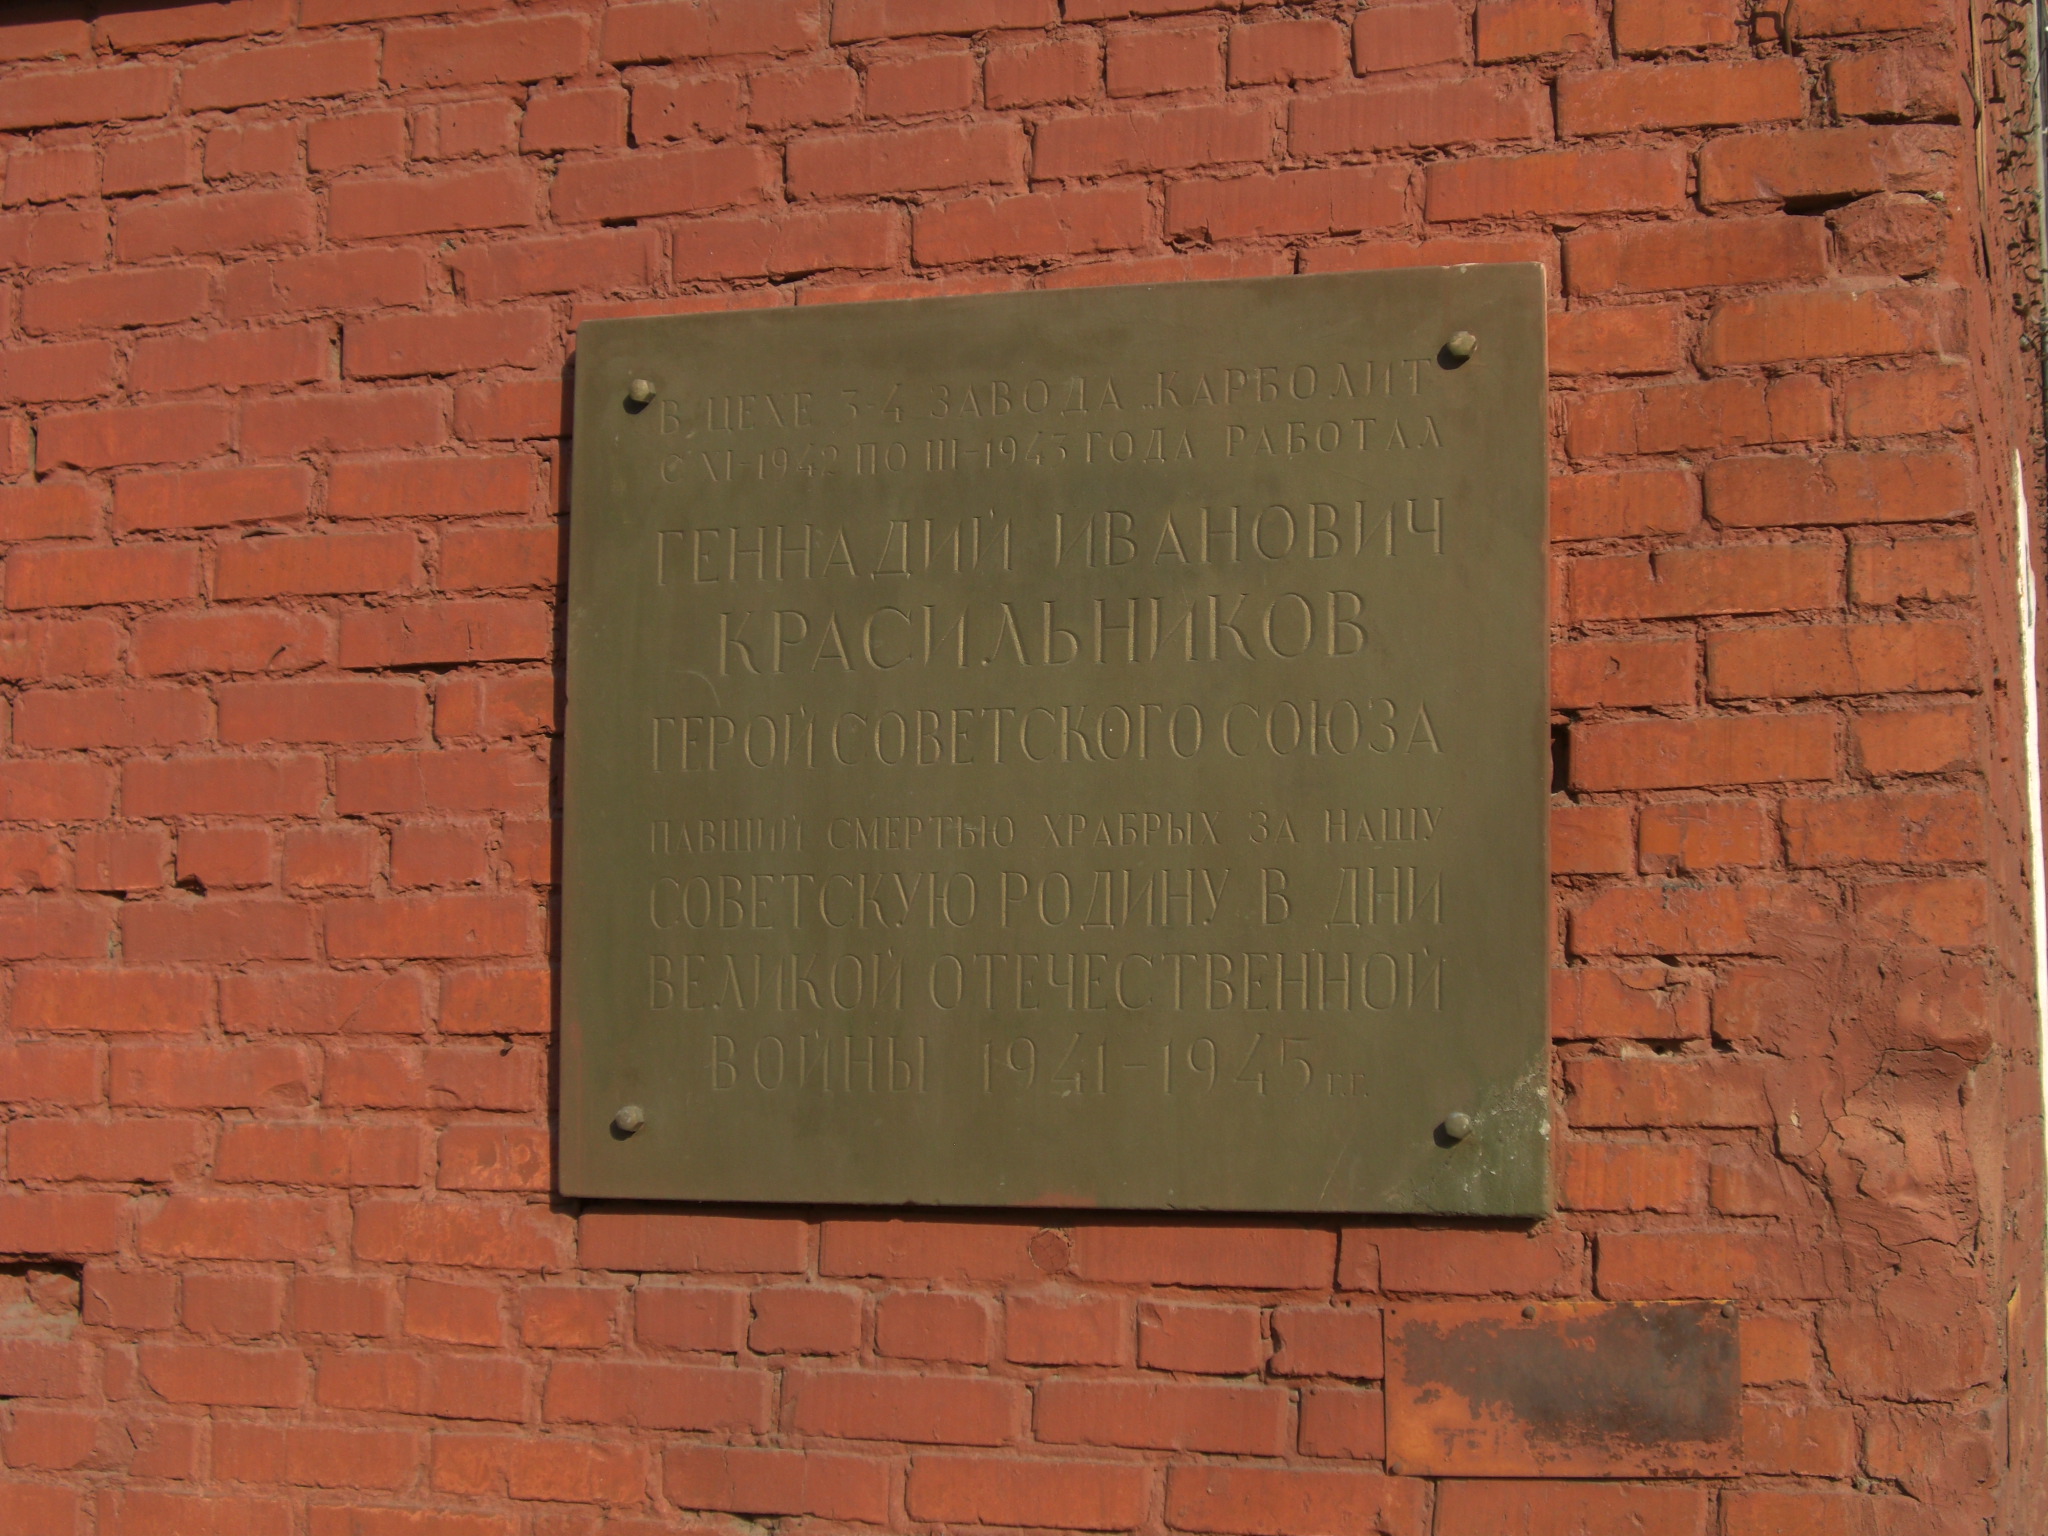 В ЦЕХЕ 3-4 ЗАВОДА „КАРБОЛИТ
С XI-1942 ПО III-1943 ГОДА РАБОТАЛ
ГЕННАДИЙ ИВАНОВИЧ
КРАСИЛЬНИКОВ
ГЕРОЙ СОВЕТСКОГО СОЮЗА
ПАВШИЙ СМЕРТЬЮ ХРАБРЫХ ЗА НАШУ
СОВЕТСКУЮ РОДИНУ В ДНИ
ВЕЛИКОЙ ОТЕЧЕСТВЕННОЙ
ВОЙНЫ 1941-1945 г.г.